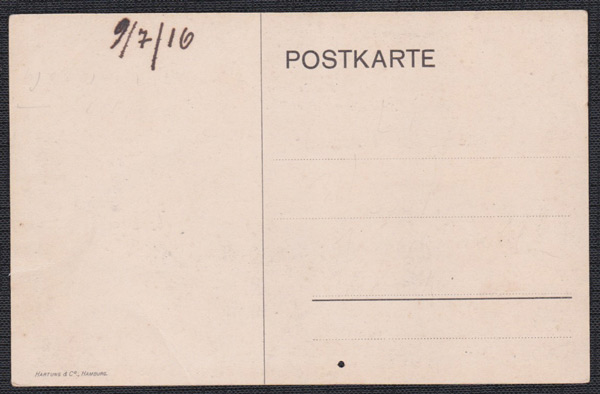 9/7/16
POSTKARTE
HARTUNG & Co., HAMBURG.